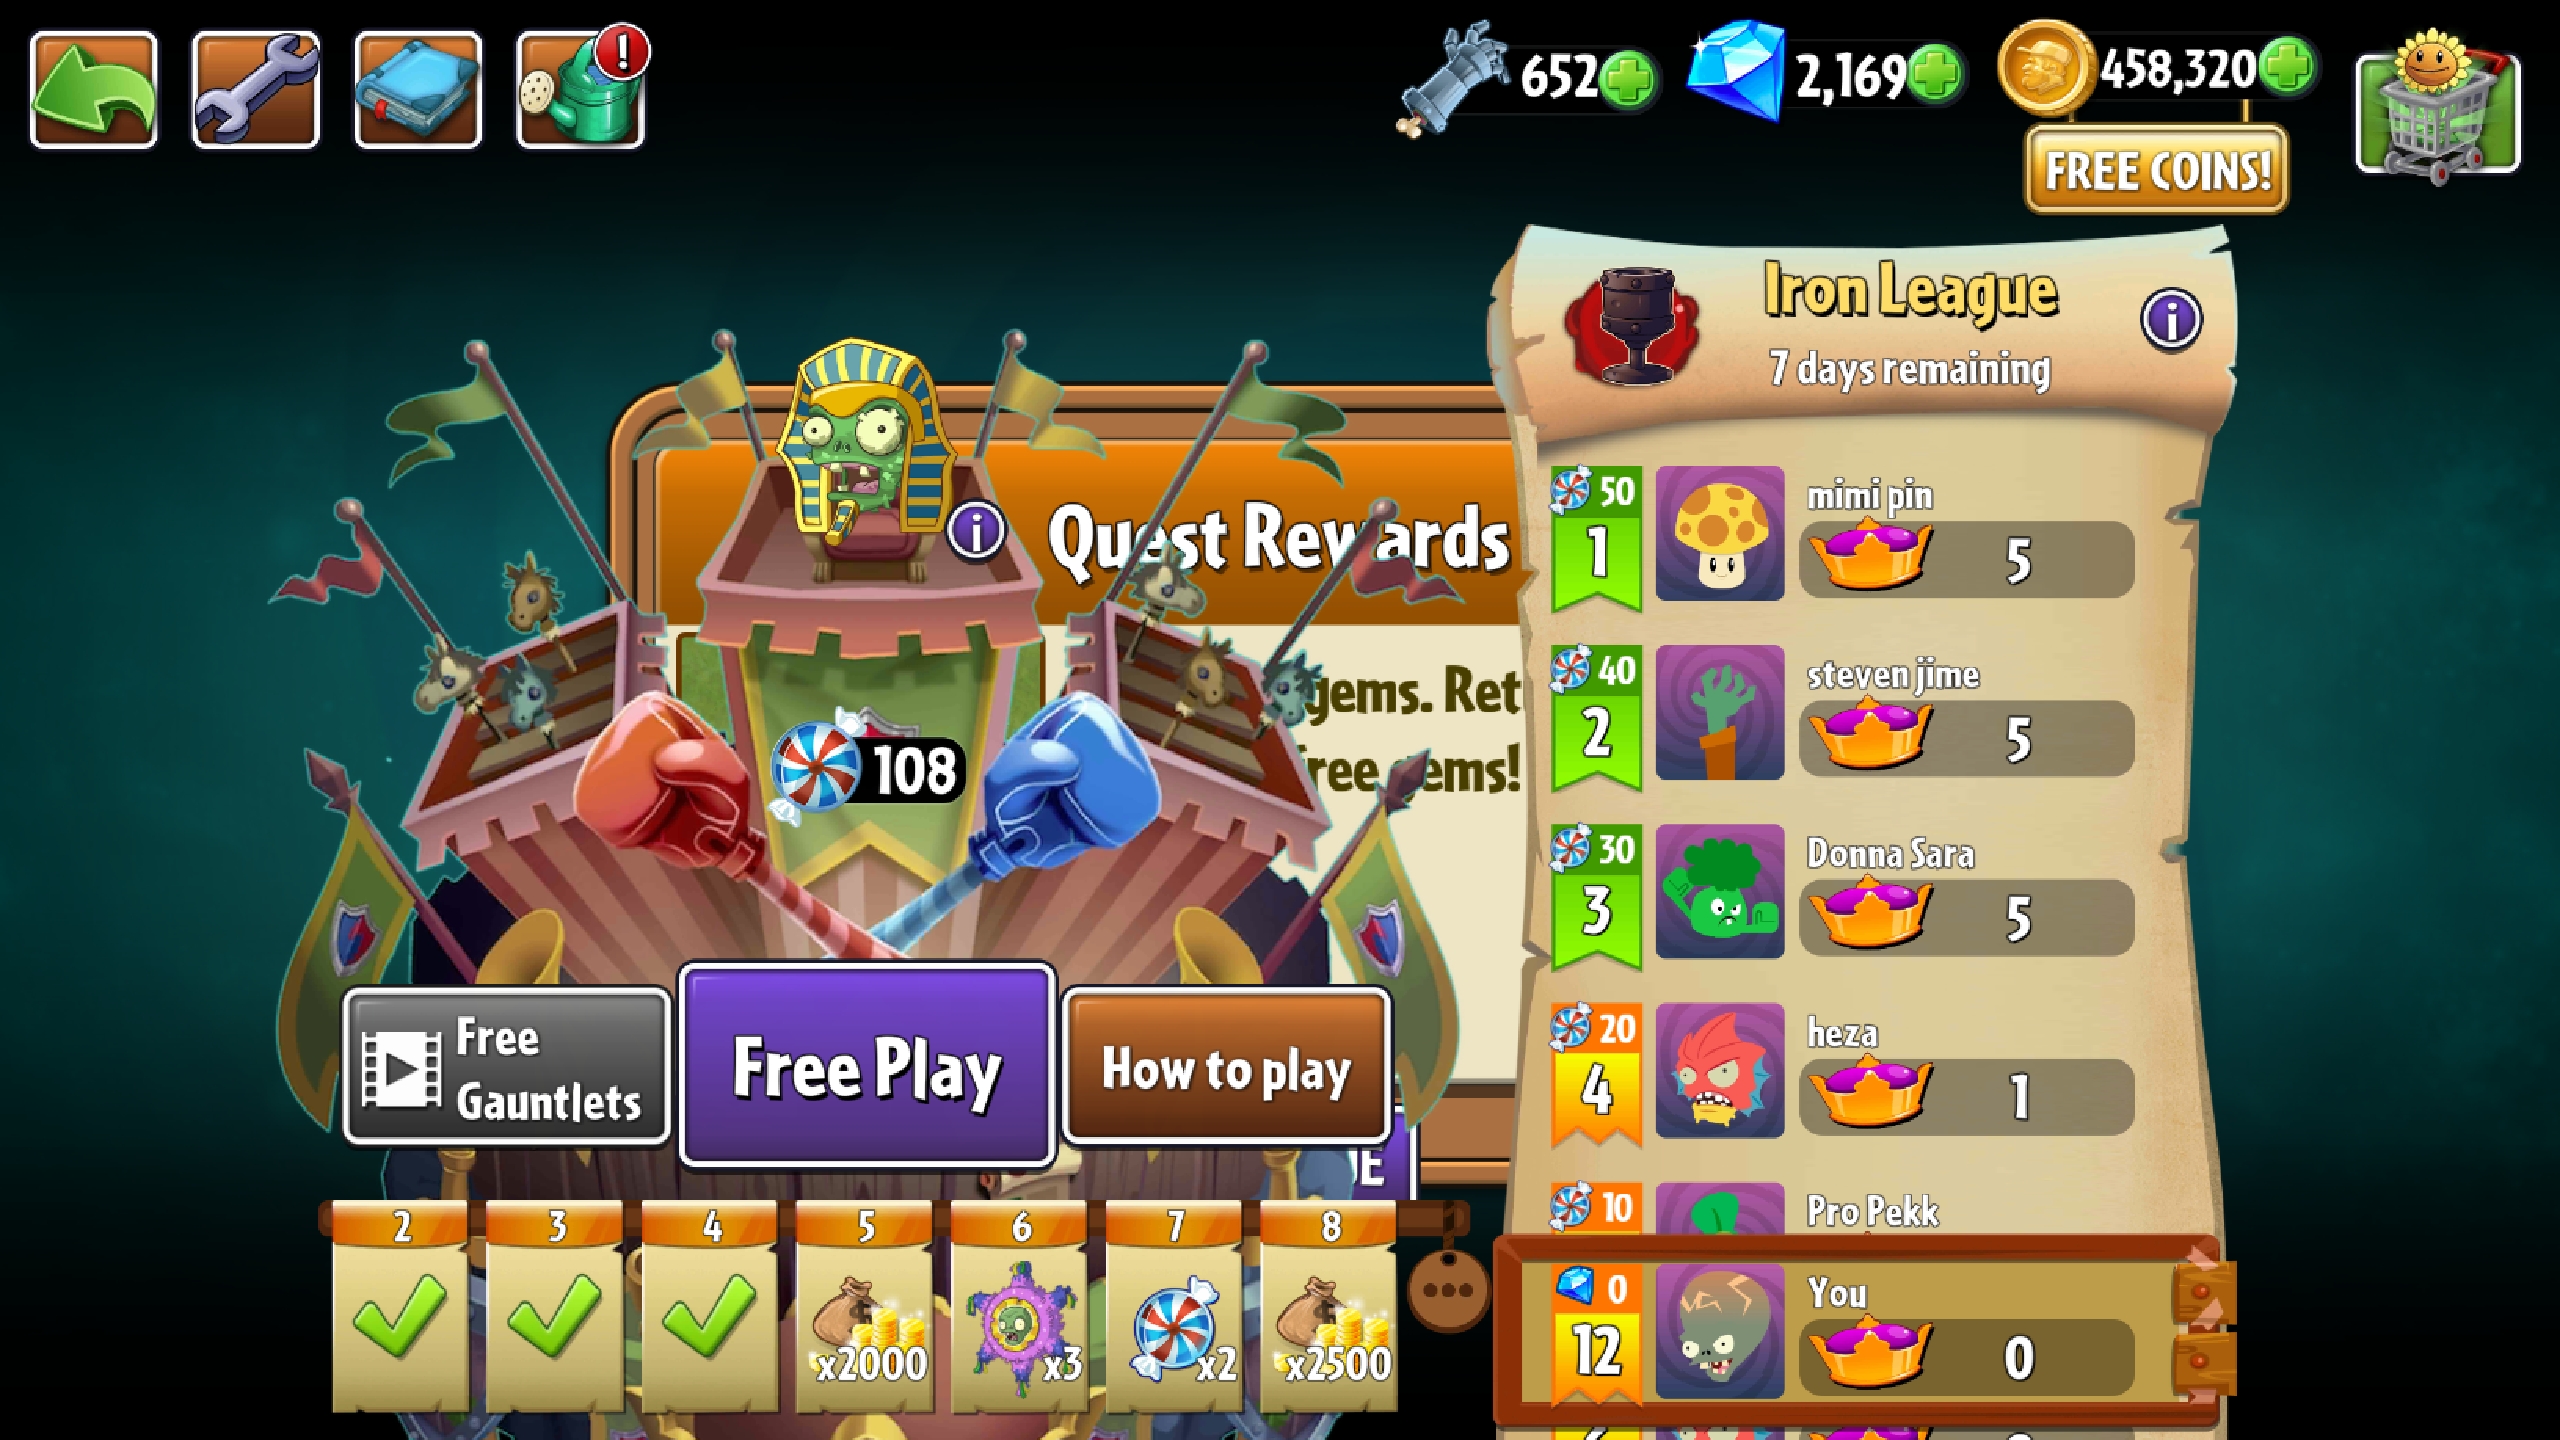 652
2,169
458,320
FREE COINS!
Iron League
7 days remaining
Quest Rewards
gems. Ret
ree gems!
108
Free
Gauntlets
Free Play
How to play
E
2
3
4
5
6
7
8
x2000
x3
x2
x2500
50
1
mimi pin
5
40
2
steven jime
5
30
3
Donna Sara
5
20
4
heza
1
10
Pro Pekk
0
12
You
0